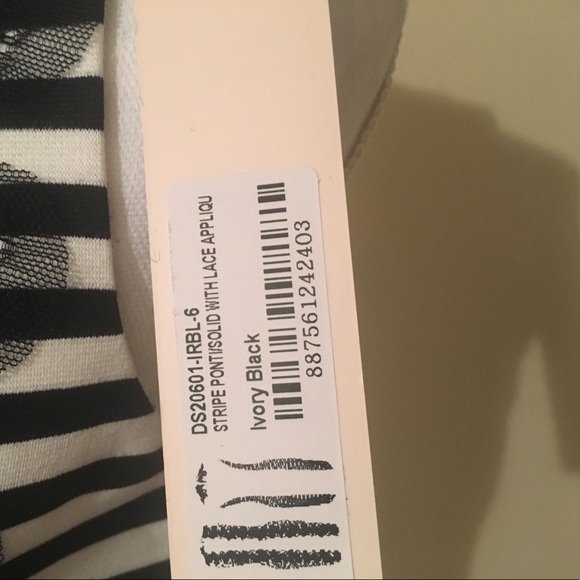 DS20601-IRBL-6
STRIPE PONTI/SOLID WITH LACE APPLIQU
Ivory Black
887561242403